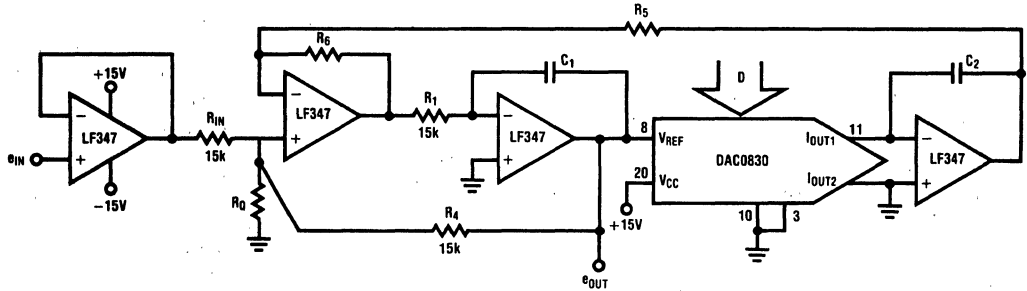 R5
R6
C1
C2
+15V
D
LF347
RIN
15k
LF347
R1
15k
LF347
8
VREF
DAC0830
IOUT1
11
LF347
eIN
-15V
20
VCC
IOUT2
RQ
+15V
10
3
R4
15k
eOUT
−
+
−
+
−
+
−
+